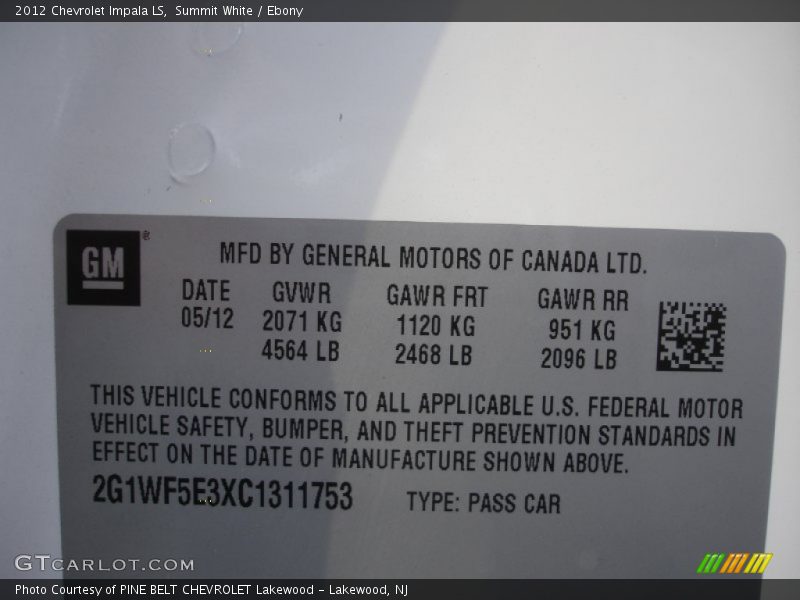 2012 Chevrolet Impala LS, Summit White / Ebony
GM®
MFD BY GENERAL MOTORS OF CANADA LTD.
DATE GVWR GAWR FRT GAWR RR
05/12 2071 KG 1120 KG 951 KG
4564 LB 2468 LB 2096 LB
THIS VEHICLE CONFORMS TO ALL APPLICABLE U.S. FEDERAL MOTOR
VEHICLE SAFETY, BUMPER, AND THEFT PREVENTION STANDARDS IN
EFFECT ON THE DATE OF MANUFACTURE SHOWN ABOVE.
2G1WF5E3XC1311753 TYPE: PASS CAR
GTCARLOT.COM
Photo Courtesy of PINE BELT CHEVROLET Lakewood - Lakewood, NJ